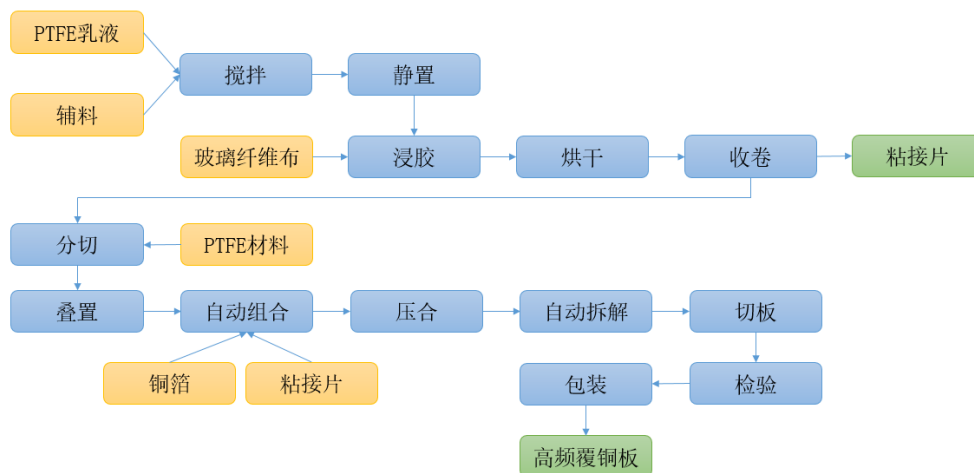 PTFE乳液
搅拌
静置
辅料
玻璃纤维布
浸胶
烘干
收卷
粘接片
分切
PTFE材料
叠置
自动组合
压合
自动拆解
切板
铜箔
粘接片
包装
检验
高频覆铜板